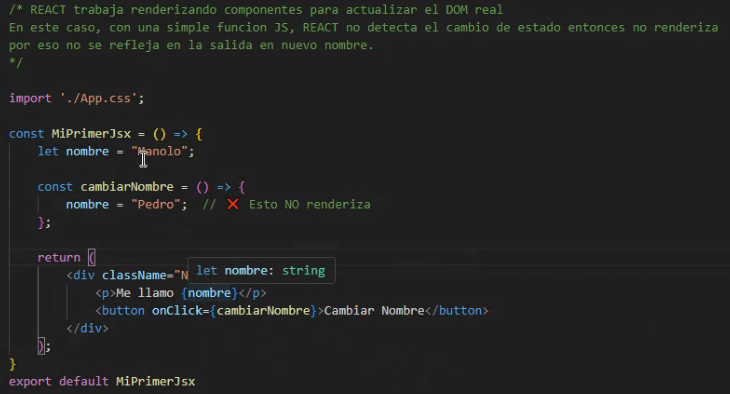 /* REACT trabaja renderizando componentes para actualizar el DOM real
En este caso, con una simple funcion JS, REACT no detecta el cambio de estado entonces no renderiza
por eso no se refleja en la salida en nuevo nombre.
*/
import './App.css';
const MiPrimerJsx = () => {
let nombre = "Manolo";
const cambiarNombre = () => {
nombre = "Pedro";  // ❌ Esto NO renderiza
};
return (
<div className="N
let nombre: string
<p>Me llamo {nombre}</p>
<button onClick={cambiarNombre}>Cambiar Nombre</button>
</div>
);
}
export default MiPrimerJsx